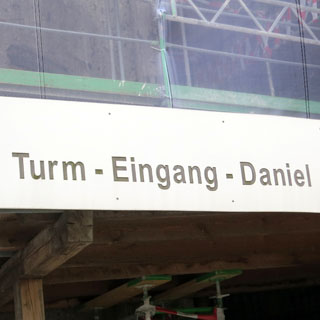 Turm - Eingang - Daniel